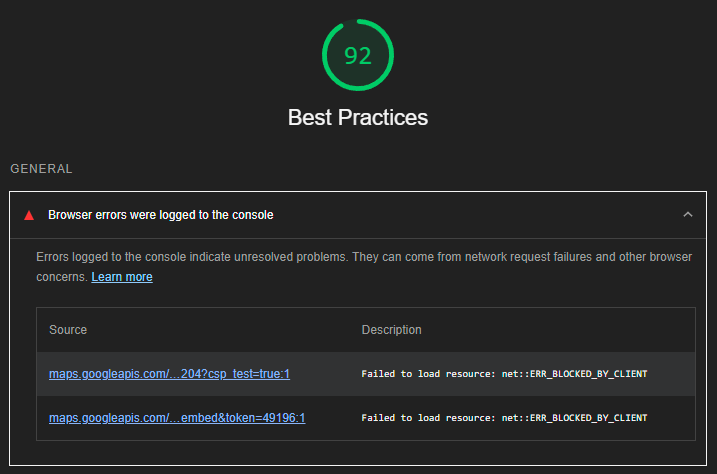 92
Best Practices
GENERAL
Browser errors were logged to the console
Errors logged to the console indicate unresolved problems. They can come from network request failures and other browser
concerns. Learn more
Source Description
maps.googleapis.com/…204?csp_test=true:1 Failed to load resource: net::ERR_BLOCKED_BY_CLIENT
maps.googleapis.com/…embed&token=49196:1 Failed to load resource: net::ERR_BLOCKED_BY_CLIENT